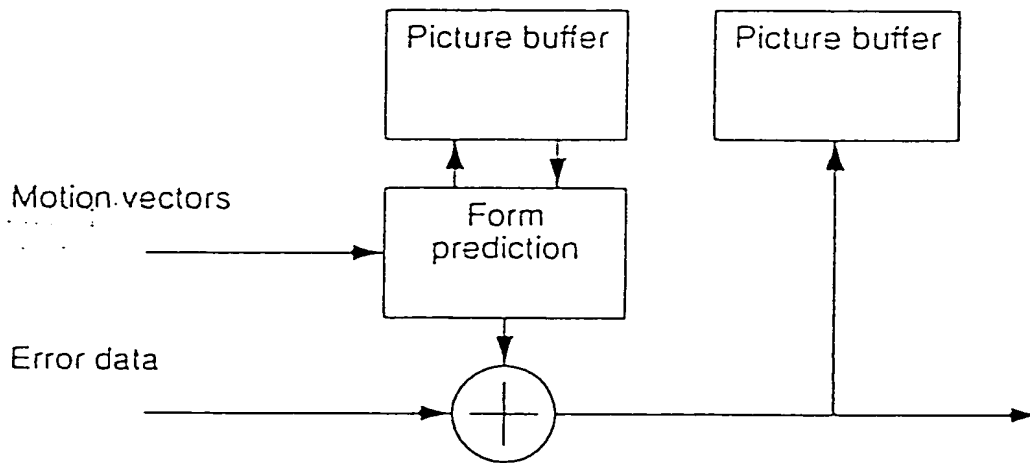 Picture buffer
Picture buffer
Motion vectors
Form
prediction
Error data